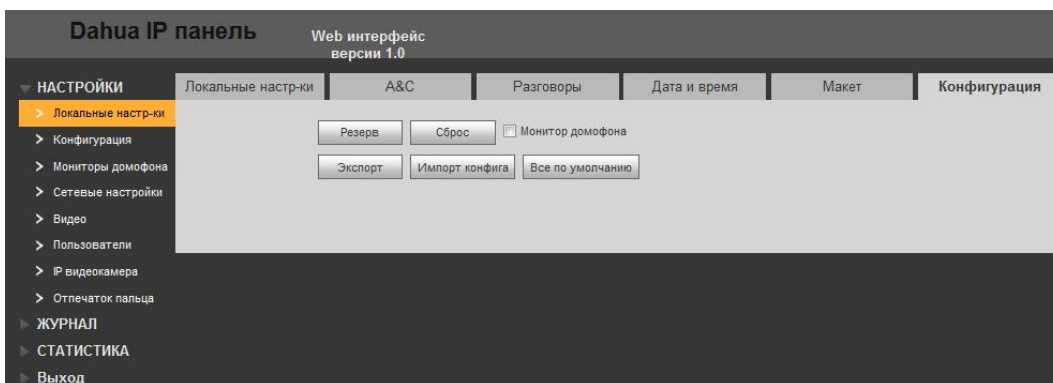 Dahua IP панель
Web интерфейс
версии 1.0
НАСТРОЙКИ
Локальные настр-ки
A&C
Разговоры
Дата и время
Макет
Конфигурация
Локальные настр-ки
Конфигурация
Мониторы домофона
Сетевые настройки
Видео
Пользователи
IP видеокамера
Отпечаток пальца
ЖУРНАЛ
СТАТИСТИКА
Выход
Резерв
Сброс
Монитор домофона
Экспорт
Импорт конфига
Все по умолчанию